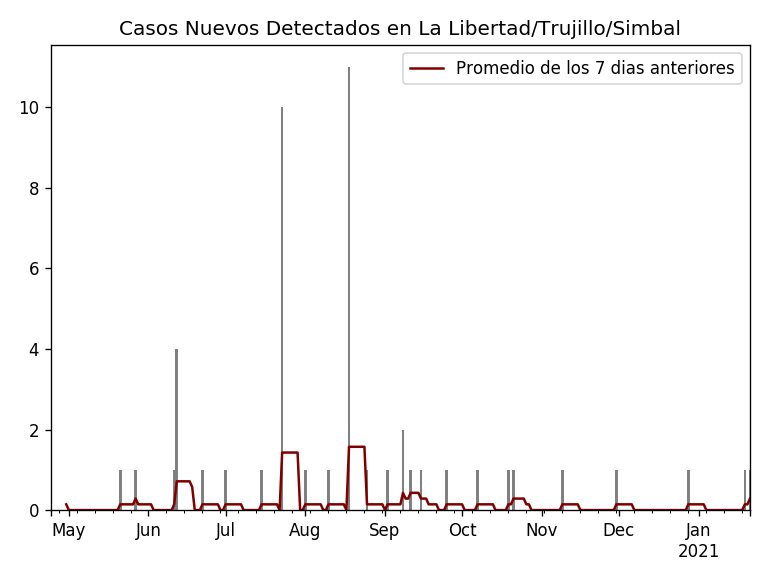 Casos Nuevos Detectados en La Libertad/Trujillo/Simbal
Promedio de los 7 dias anteriores
10
8
6
4
2
0
May Jun Jul Aug Sep Oct Nov Dec Jan
2021